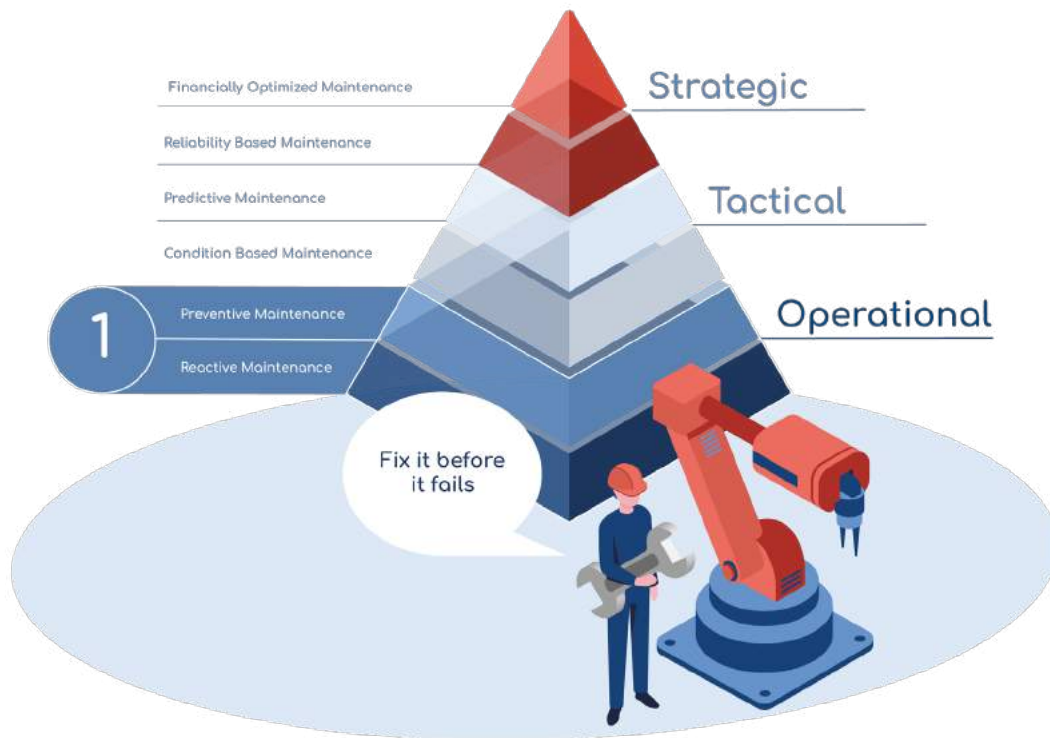 Financially Optimized Maintenance
Strategic
Reliability Based Maintenance
Predictive Maintenance
Tactical
Condition Based Maintenance
1
Preventive Maintenance
Operational
Reactive Maintenance
Fix it before
it fails